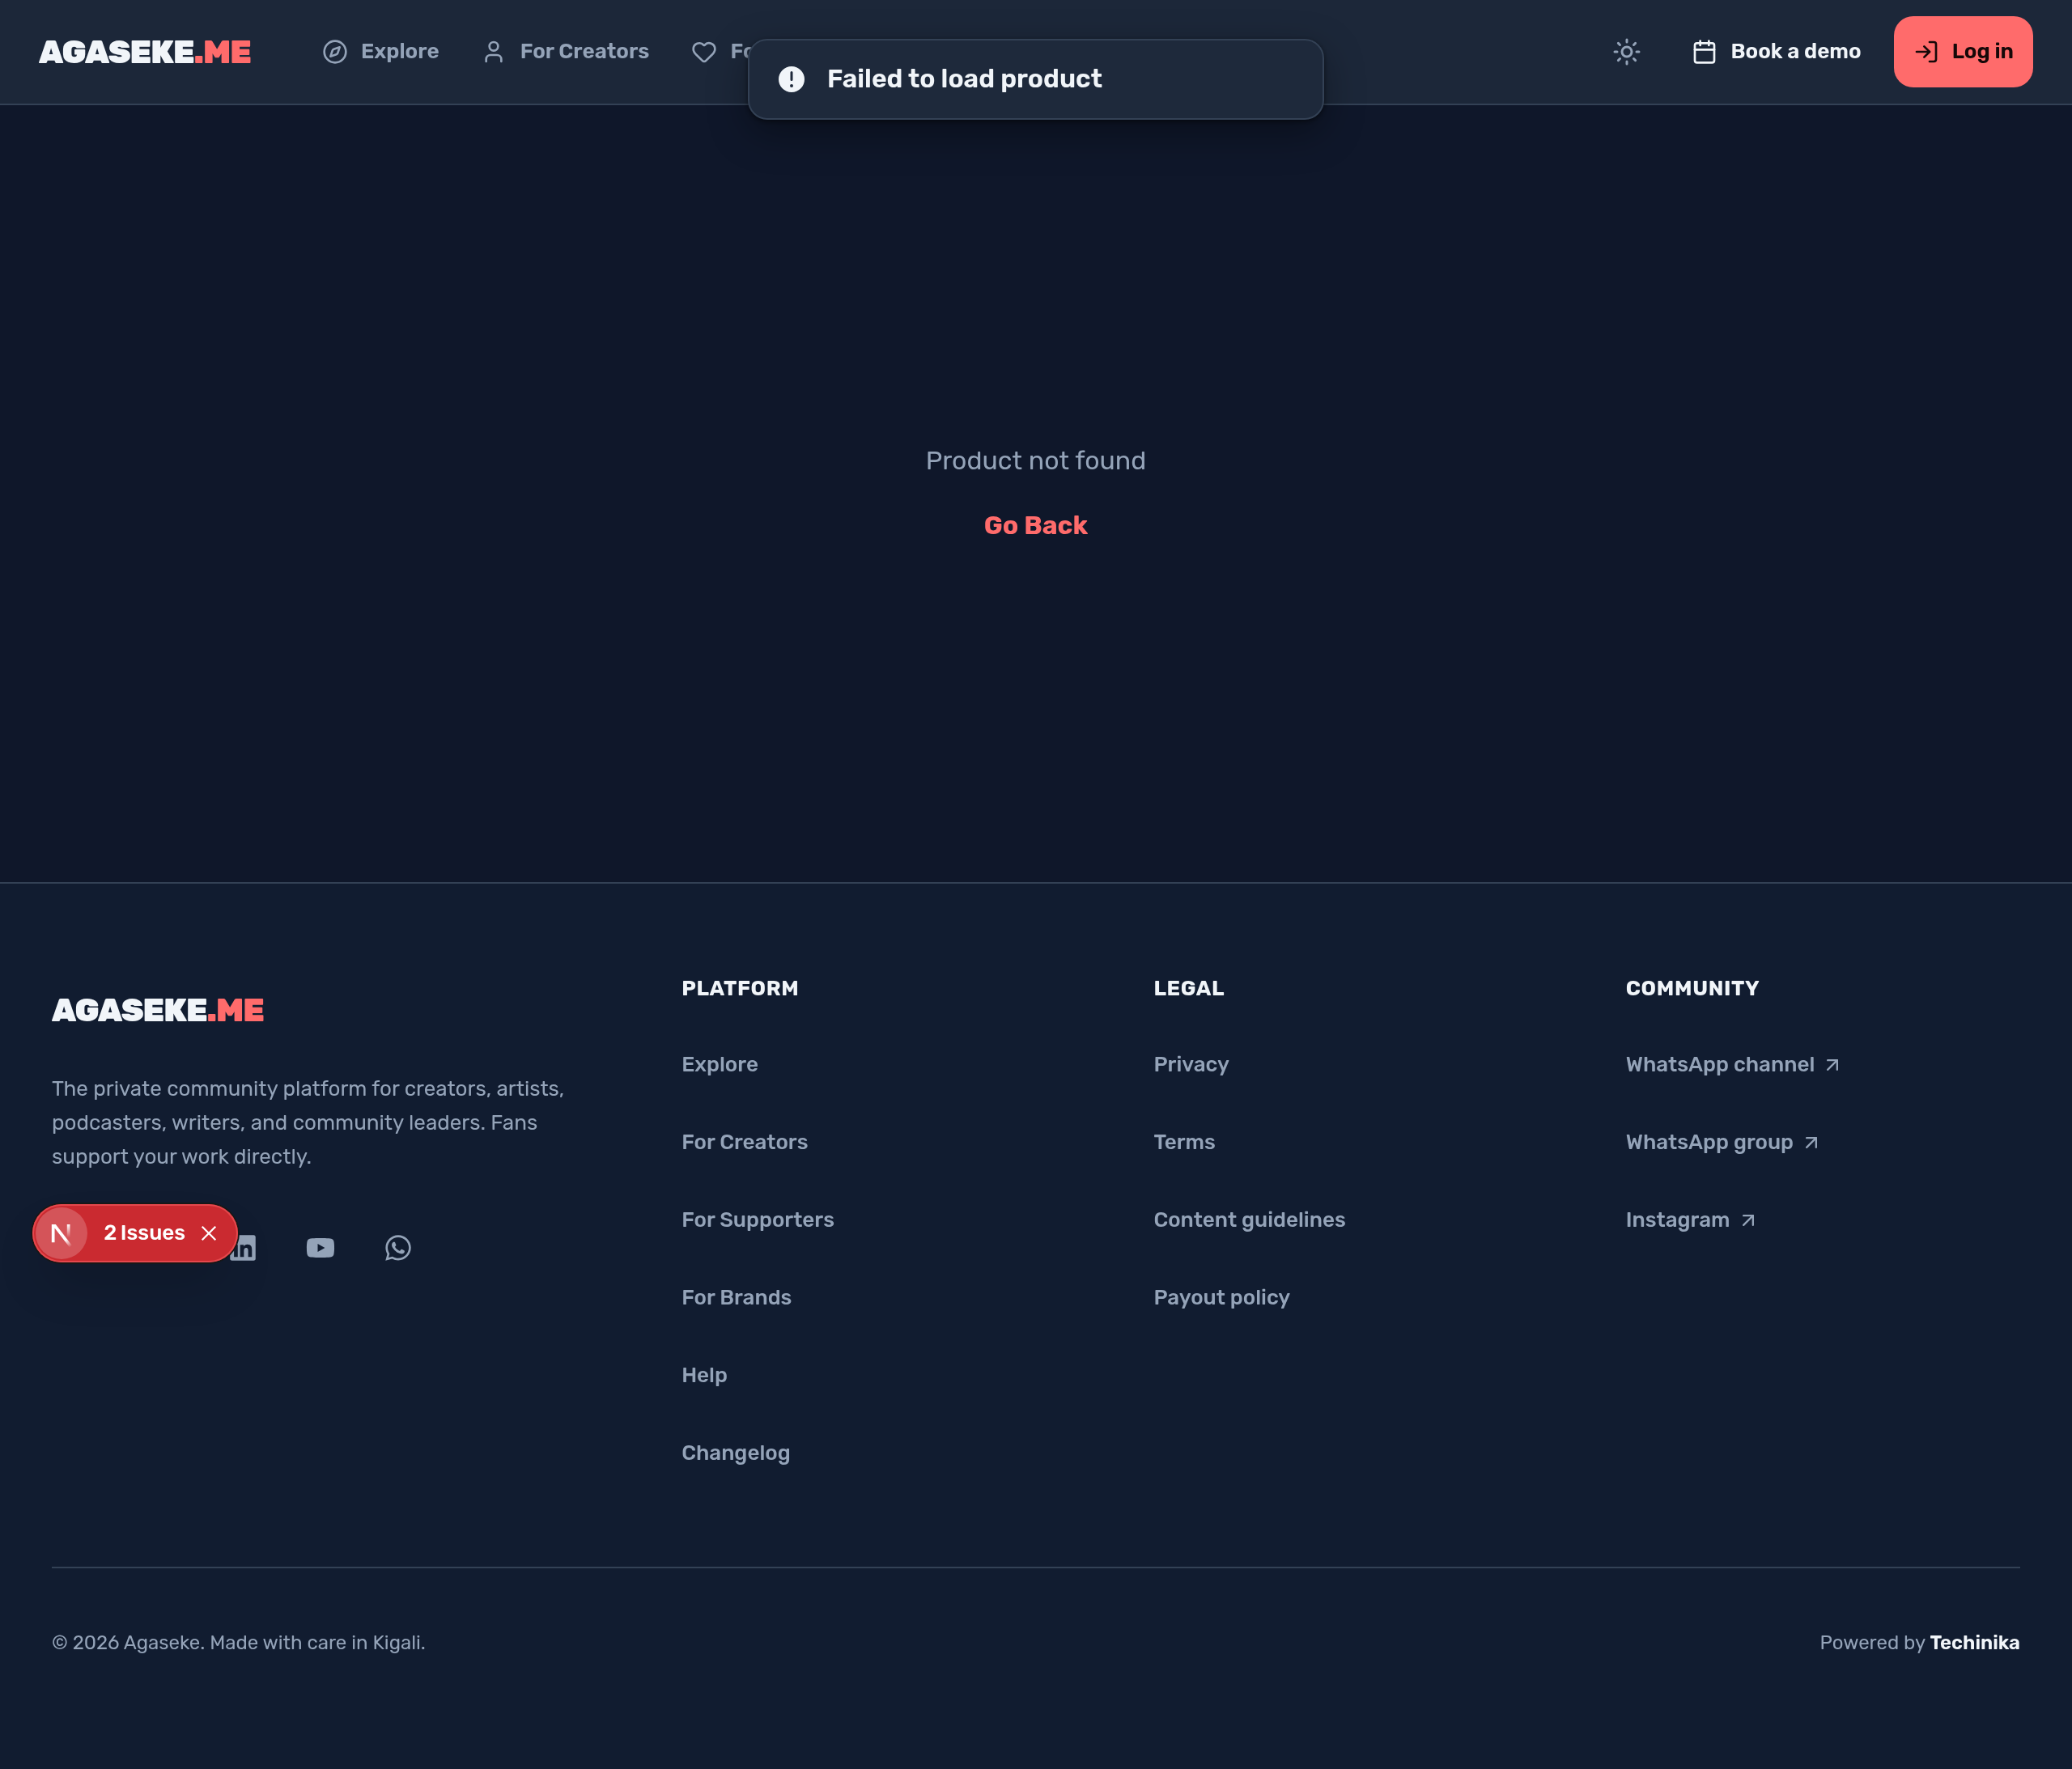 AGASEKE.ME
Explore
For Creators
Fo
Failed to load product
Book a demo
Log in
Product not found
Go Back
AGASEKE.ME
The private community platform for creators, artists,
podcasters, writers, and community leaders. Fans
support your work directly.
2 Issues
PLATFORM
Explore
For Creators
For Supporters
For Brands
Help
Changelog
LEGAL
Privacy
Terms
Content guidelines
Payout policy
COMMUNITY
WhatsApp channel
WhatsApp group
Instagram
© 2026 Agaseke. Made with care in Kigali.
Powered by Techinika